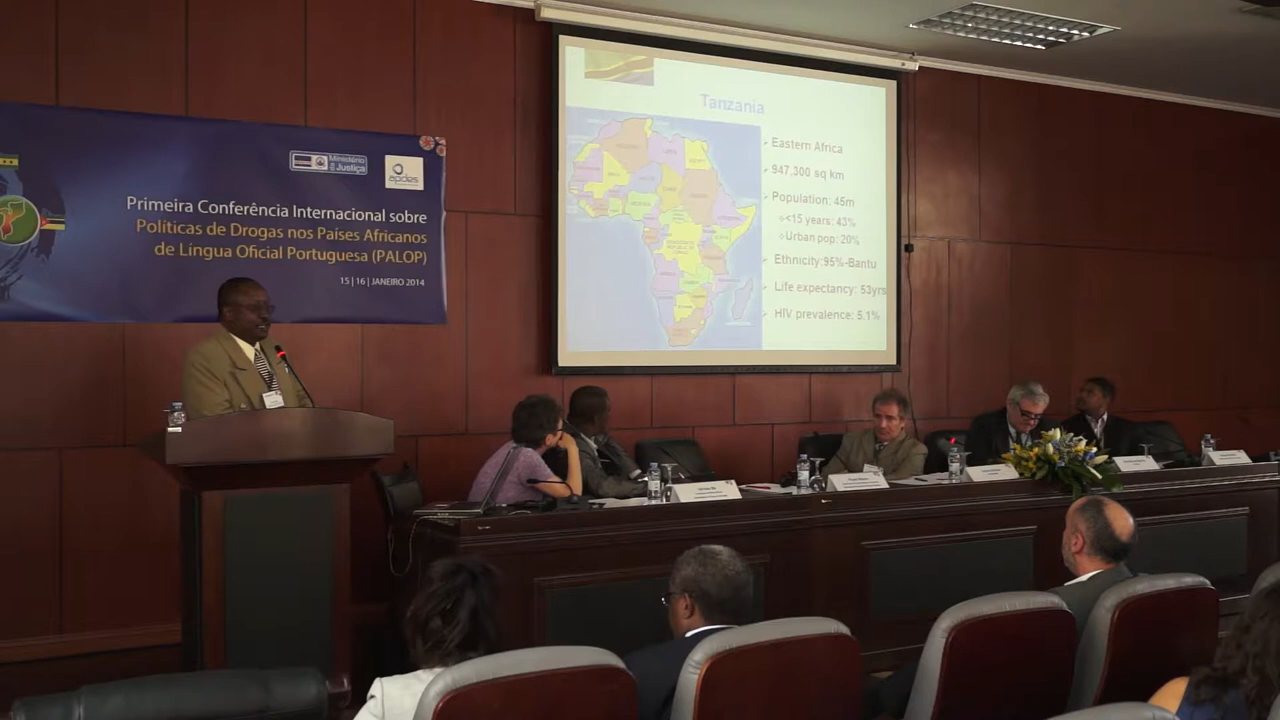 Ministério
da Justiça
apdes
Primeira Conferência Internacional sobre
Políticas de Drogas nos Países Africanos
de Língua Oficial Portuguesa (PALOP)
15 | 16 | JANEIRO 2014
Tanzania
Eastern Africa
947,300 sq km
Population: 45m
<15 years: 43%
Urban pop: 20%
Ethnicity:95%-Bantu
Life expectancy: 53yrs
HIV prevalence: 5.1%